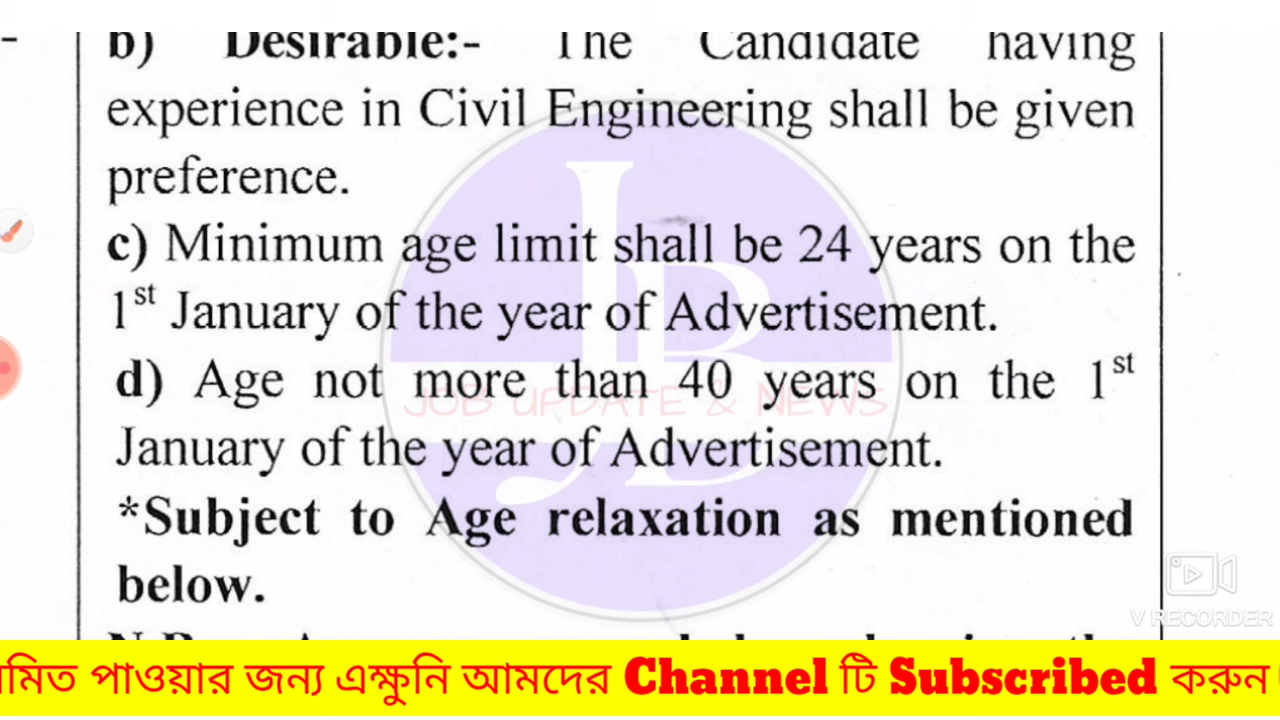 b) Desirable:- The Candidate having
experience in Civil Engineering shall be given
preference.
c) Minimum age limit shall be 24 years on the
1st January of the year of Advertisement.
d) Age not more than 40 years on the 1st
January of the year of Advertisement.
*Subject to Age relaxation as mentioned
below.
JB
JOB UPDATE & NEWS
V RECORDER
পাওয়ার জন্য এক্ষুনি আমদের Channel টি Subscribed করুন